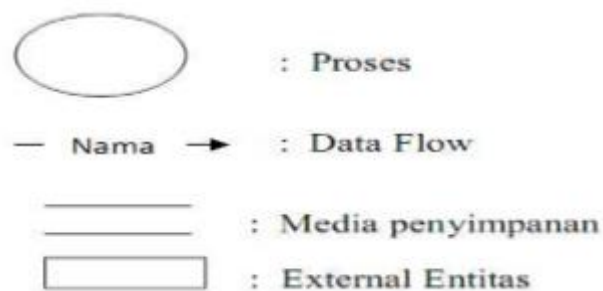 : Proses
Nama : Data Flow
: Media penyimpanan
: External Entitas